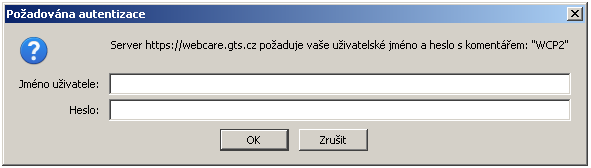 Požadována autentizace
Server https://webcare.gts.cz požaduje vaše uživatelské jméno a heslo s komentářem: "WCP2"
Jméno uživatele:
Heslo:
OK Zrušit